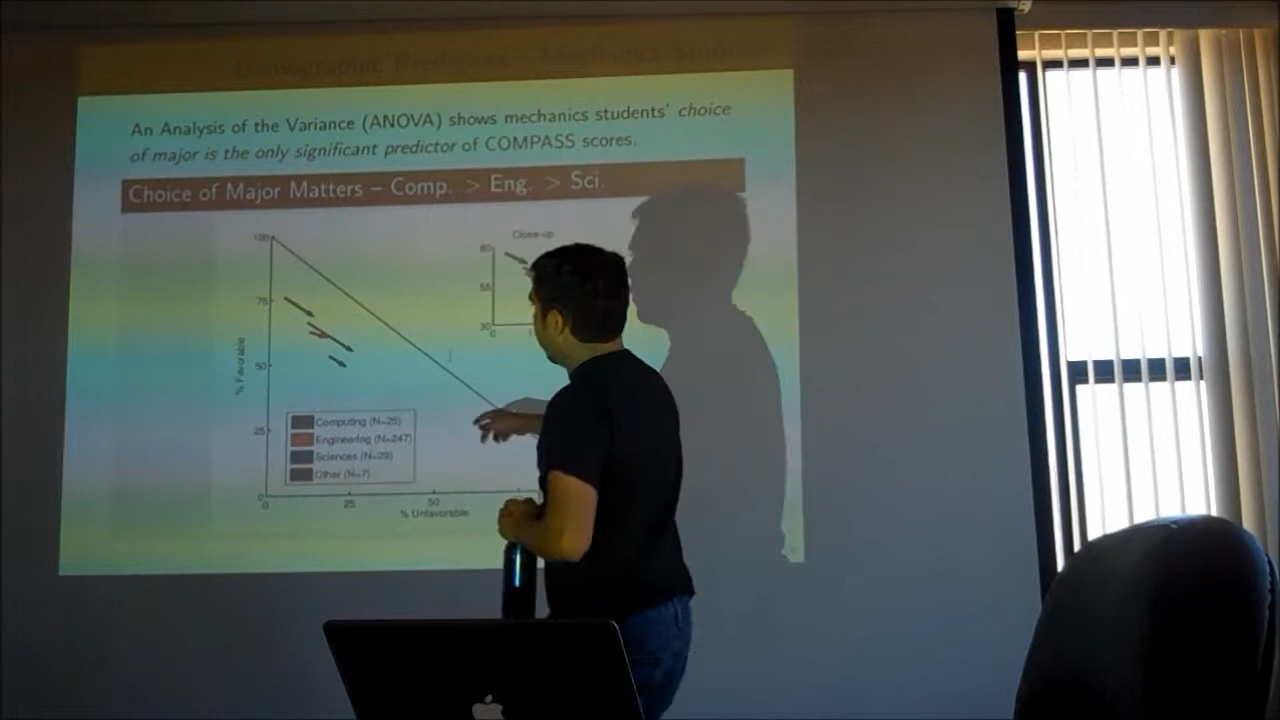 An Analysis of the Variance (ANOVA) shows mechanics students' choice
of major is the only significant predictor of COMPASS scores.
Choice of Major Matters – Comp. > Eng. > Sci.
Close-up
100
75
50
25
0
% Favorable
80
55
30
0
Computing (N=25)
Engineering (N=247)
Sciences (N=29)
Other (N=7)
25
50
% Unfavorable